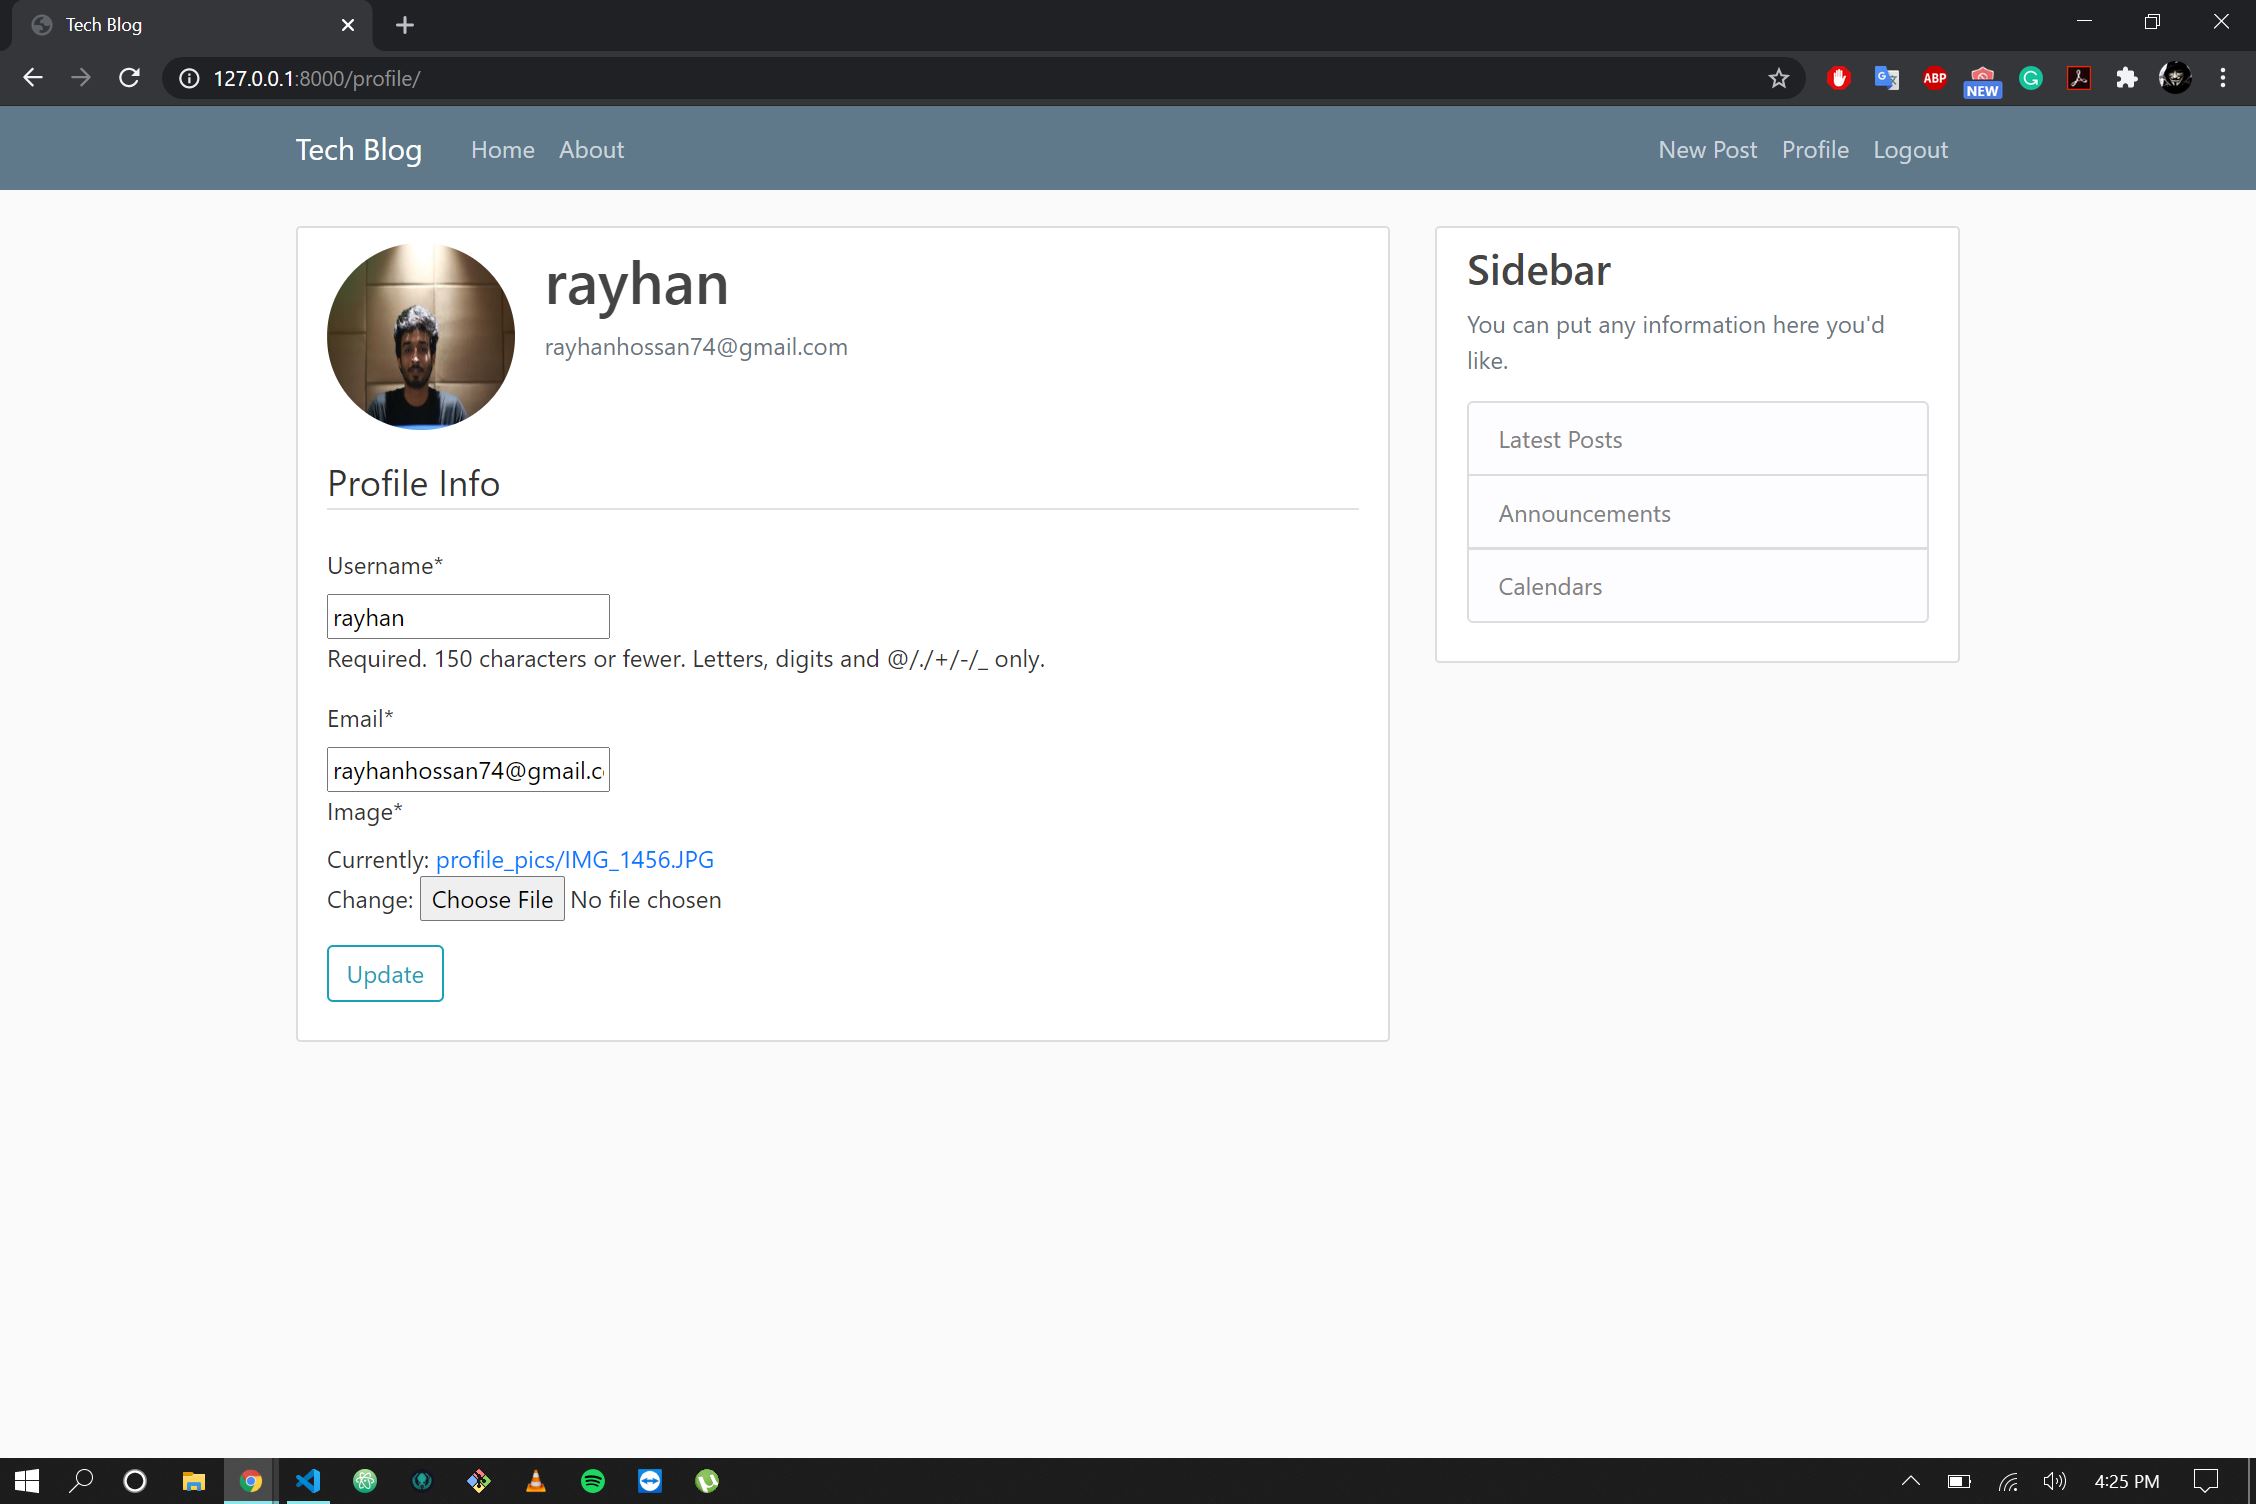 Tech Blog
127.0.0.1:8000/profile/
ABP
NEW
Tech Blog Home About New Post Profile Logout
rayhan
rayhanhossan74@gmail.com
Profile Info
Username*
rayhan
Required. 150 characters or fewer. Letters, digits and @/./+/-/_ only.
Email*
rayhanhossan74@gmail.c
Image*
Currently: profile_pics/IMG_1456.JPG
Change: Choose File No file chosen
Update
Sidebar
You can put any information here you'd
like.
Latest Posts
Announcements
Calendars
4:25 PM